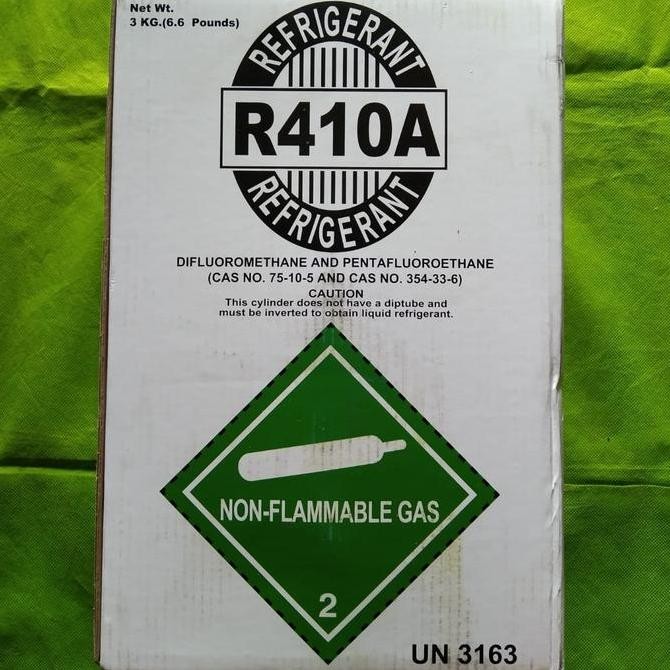 Net Wt.
3 KG.(6.6 Pounds)
REFRIGERANT
R410A
REFRIGERANT
DIFLUOROMETHANE AND PENTAFLUOROETHANE
(CAS NO. 75-10-5 AND CAS NO. 354-33-6)
CAUTION
This cylinder does not have a diptube and
must be inverted to obtain liquid refrigerant.
NON-FLAMMABLE GAS
2
UN 3163